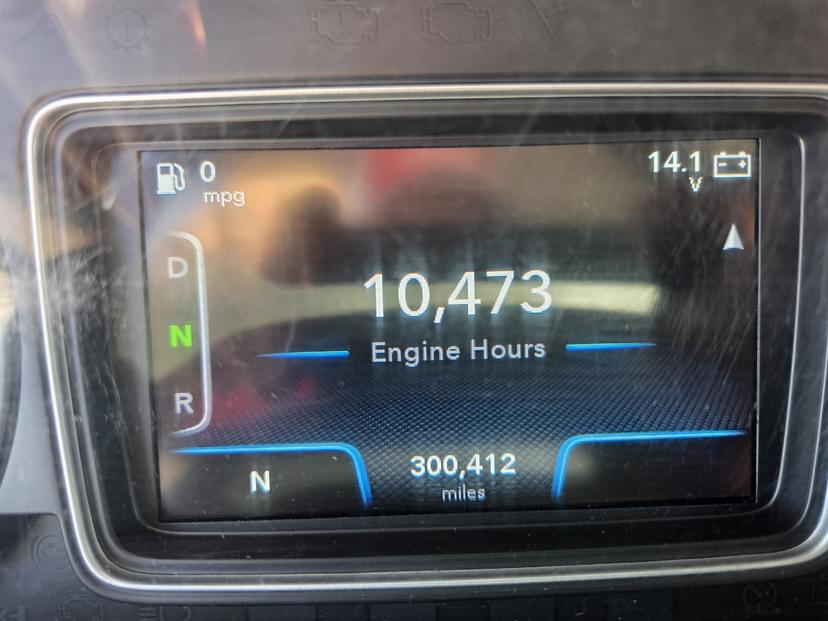 0
mpg
14.1
V
D
N
R
10,473
Engine Hours
N
300,412
miles